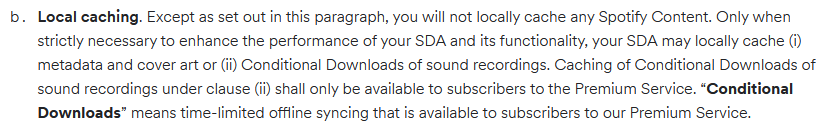 b. Local caching. Except as set out in this paragraph, you will not locally cache any Spotify Content. Only when
strictly necessary to enhance the performance of your SDA and its functionality, your SDA may locally cache (i)
metadata and cover art or (ii) Conditional Downloads of sound recordings. Caching of Conditional Downloads of
sound recordings under clause (ii) shall only be available to subscribers to the Premium Service. “Conditional
Downloads” means time-limited offline syncing that is available to subscribers to our Premium Service.